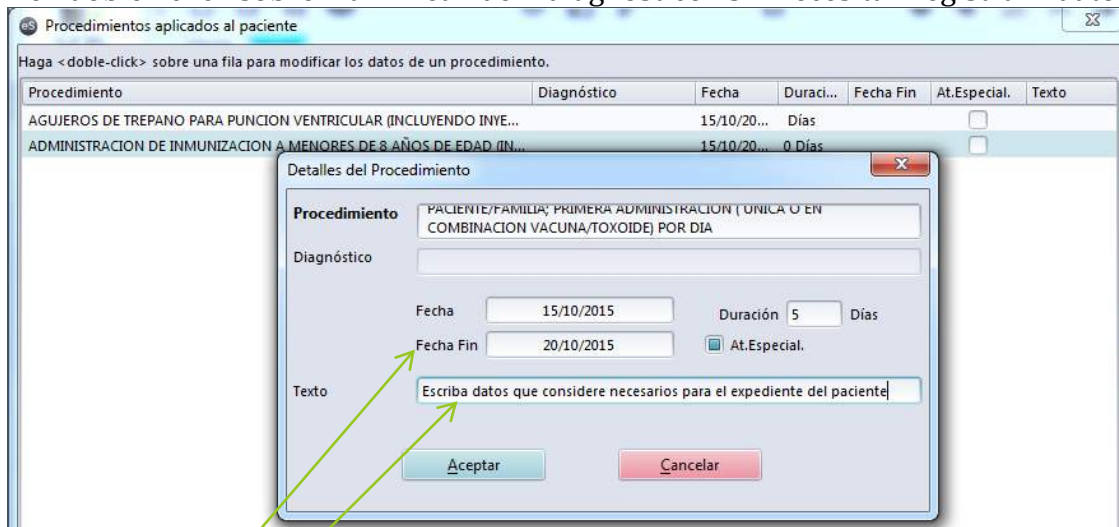 Procedimientos aplicados al paciente
Haga <doble-click> sobre una fila para modificar los datos de un procedimiento.
Procedimiento Diagnóstico Fecha Duraci... Fecha Fin At.Especial. Texto
AGUJEROS DE TREPANO PARA PUNCION VENTRICULAR (INCLUYENDO INYE... 15/10/20... Días
ADMINISTRACION DE INMUNIZACION A MENORES DE 8 AÑOS DE EDAD (IN... 15/10/20... 0 Días
Detalles del Procedimiento
Procedimiento PACIENTE/FAMILIA; PRIMERA ADMINISTRACION ( UNICA O EN
COMBINACION VACUNA/TOXOIDE) POR DIA
Diagnóstico
Fecha 15/10/2015 Duración 5 Días
Fecha Fin 20/10/2015 At.Especial.
Texto Escriba datos que considere necesarios para el expediente del paciente
Aceptar Cancelar